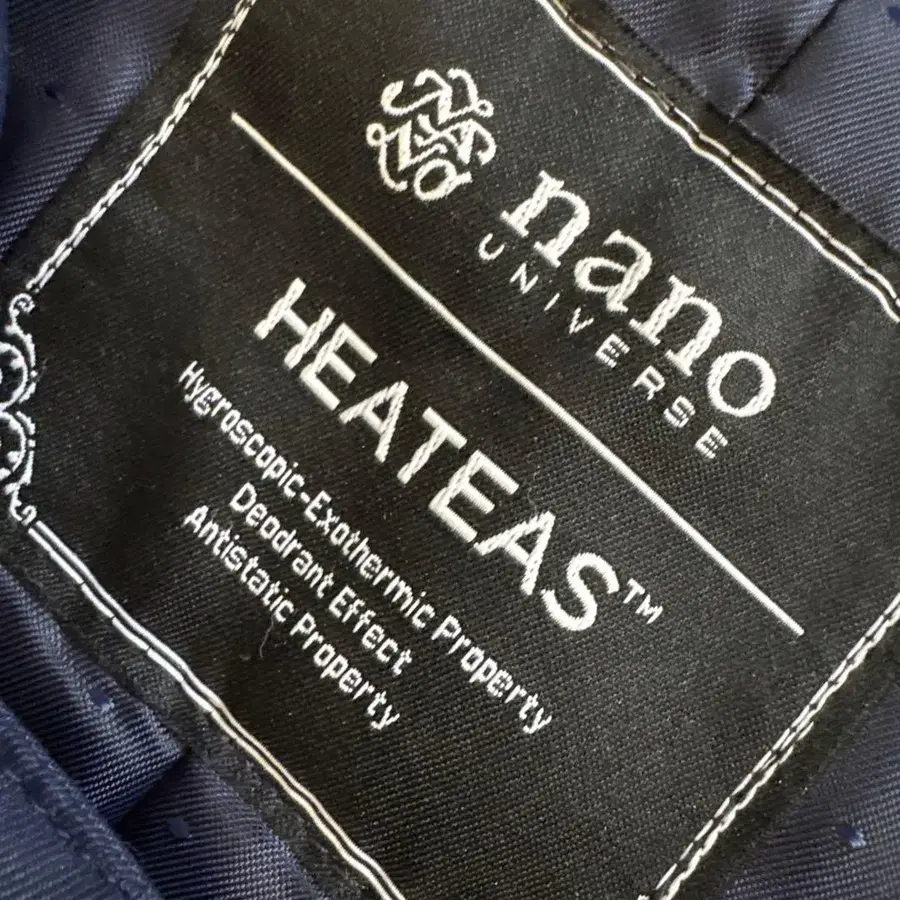 nano
UNIVERSE
HEATEAS™
Hygroscopic-Exothermic Property
Deodrant Effect
Antistatic Property